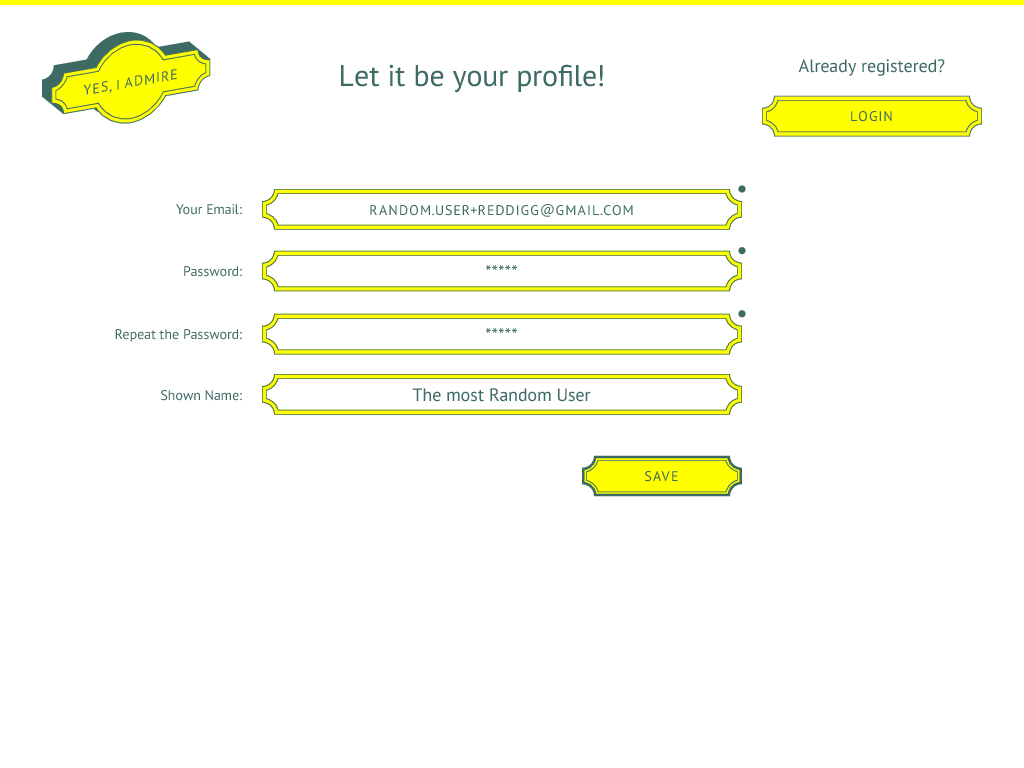 YES, I ADMIRE
Let it be your profile!
Already registered?
LOGIN
Your Email:
RANDOM.USER+REDDIGG@GMAIL.COM
Password:
*****
Repeat the Password:
*****
Shown Name:
The most Random User
SAVE